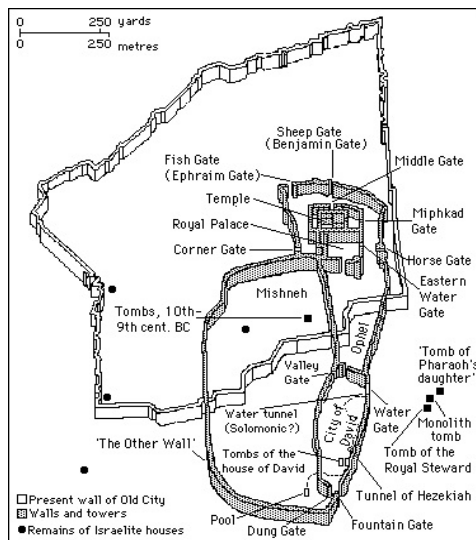 0 yards 250
0 metres 250
Sheep Gate
(Benjamin Gate)
Fish Gate
(Ephraim Gate)
Middle Gate
Temple
Miphkad
Gate
Royal Palace
Corner Gate
Horse Gate
Mishneh
Eastern
Water
Gate
Tombs, 10th-
9th cent. BC
Ophel
Valley
Gate
'Tomb of
Pharaoh's
daughter'
Water tunnel
(Solomonic?)
City of
David
Water
Gate
Monolith
tomb
'The Other Wall'
Tombs of the
house of David
Tomb of the
Royal Steward
Tunnel of Hezekiah
Present wall of Old City
Walls and towers
Remains of Israelite houses
Pool
Dung Gate
Fountain Gate